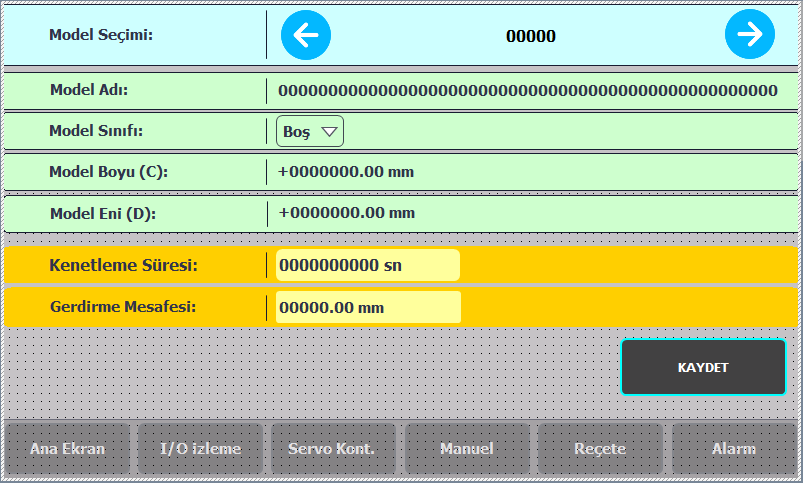 Model Seçimi: 00000
Model Adı: 00000000000000000000000000000000000000000000000000
Model Sınıfı: Boş
Model Boyu (C): +0000000.00 mm
Model Eni (D): +0000000.00 mm
Kenetleme Süresi: 0000000000 sn
Gerdirme Mesafesi: 00000.00 mm
KAYDET
Ana Ekran I/O izleme Servo Kont. Manuel Reçete Alarm